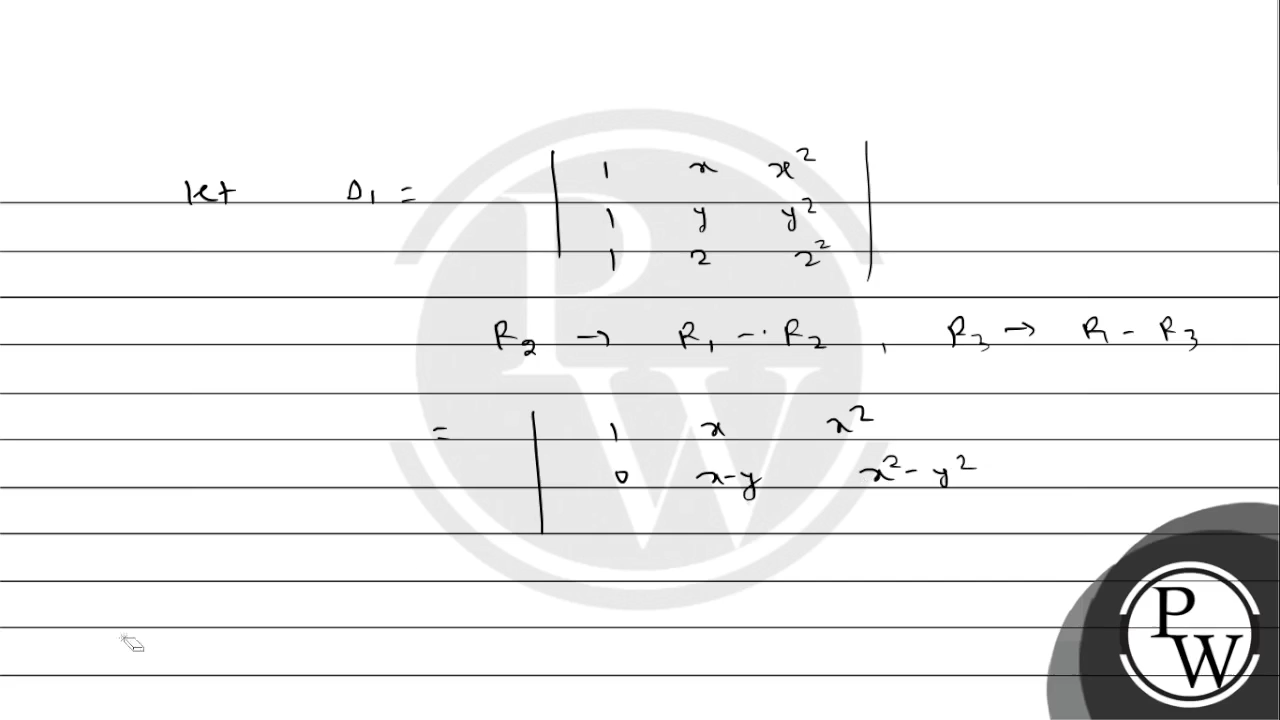 let Δ₁ = | 1 x x² |
| 1 y y² |
| 1 z z² |
R₂ → R₁ - R₂ , R₃ → R₁ - R₃
= | 1 x x²
| 0 x-y x² - y²
P
W
P
W